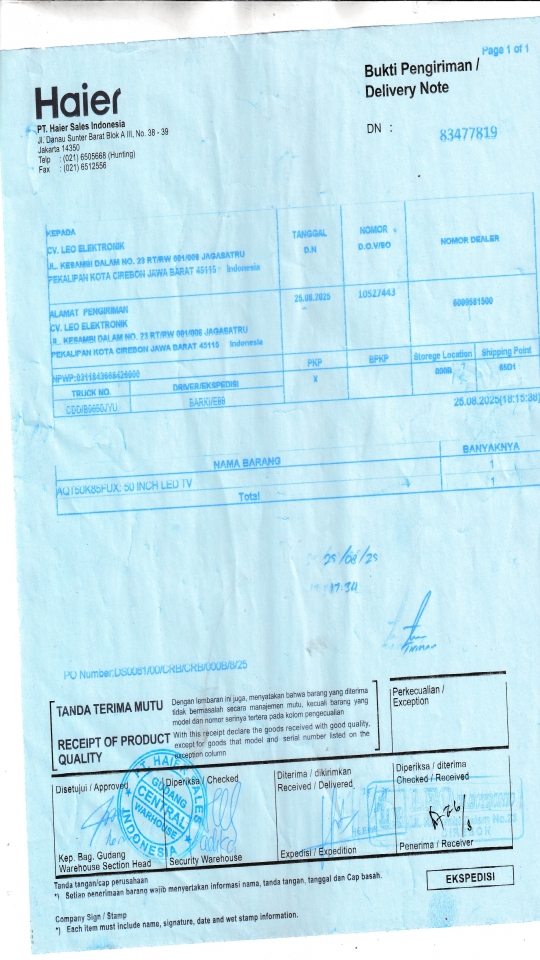 Page 1 of 1
Haier
Bukti Pengiriman /
Delivery Note
PT. Haier Sales Indonesia
Jl. Danau Sunter Barat Blok A III, No. 38 - 39
Jakarta 14350
Telp : (021) 6505668 (Hunting)
Fax : (021) 6512556
DN : 83477819
KEPADA
CV. LEO ELEKTRONIK
JL. KESAMBI DALAM NO. 23 RT/RW 001/008 JAGASATRU
PEKALIPAN KOTA CIREBON JAWA BARAT 45115 Indonesia
TANGGAL
D.N
NOMOR
D.O.V/SO
NOMOR DEALER
25.08.2025
10527443
ALAMAT PENGIRIMAN
CV. LEO ELEKTRONIK
JL. KESAMBI DALAM NO. 23 RT/RW 001/008 JAGASATRU
PEKALIPAN KOTA CIREBON JAWA BARAT 45115 Indonesia
PKP
BPKP
Storage Location
Shipping Point
X
000B
65D1
TRUCK NO.
DRIVER/EKSPEDISI
25.08.2025(18:15:38)
NAMA BARANG
BANYAKNYA
AQT50K85FUX: 50 INCH LED TV
1
Total
1
25/08/25
17:34
PO Number:DS0081/00/CRB/CRB/000B/8/25
TANDA TERIMA MUTU
Dengan lembaran ini juga, menyatakan bahwa barang yang diterima
tidak bermasalah secara manajemen mutu, kecuali barang yang
model dan nomor serinya tertera pada kolom pengecualian
RECEIPT OF PRODUCT
QUALITY
With this receipt declare the goods received with good quality,
except for goods that model and serial number listed on the
exception column
Perkecualian /
Exception
Disetujui / Approved
Diperiksa / Checked
Diterima / dikirimkan
Received / Delivered
Diperiksa / diterima
Checked / Received
PT. HAIER SALES
GUDANG
CENTRAL
WAREHOUSE
INDONESIA
Kep. Bag. Gudang
Warehouse Section Head
Security Warehouse
Expedisi / Expedition
Penerima / Receiver
Tanda tangan/cap perusahaan
*) Setiap penerimaan barang wajib menyertakan informasi nama, tanda tangan, tanggal dan Cap basah.
EKSPEDISI
Company Sign / Stamp
*) Each item must include name, signature, date and wet stamp information.